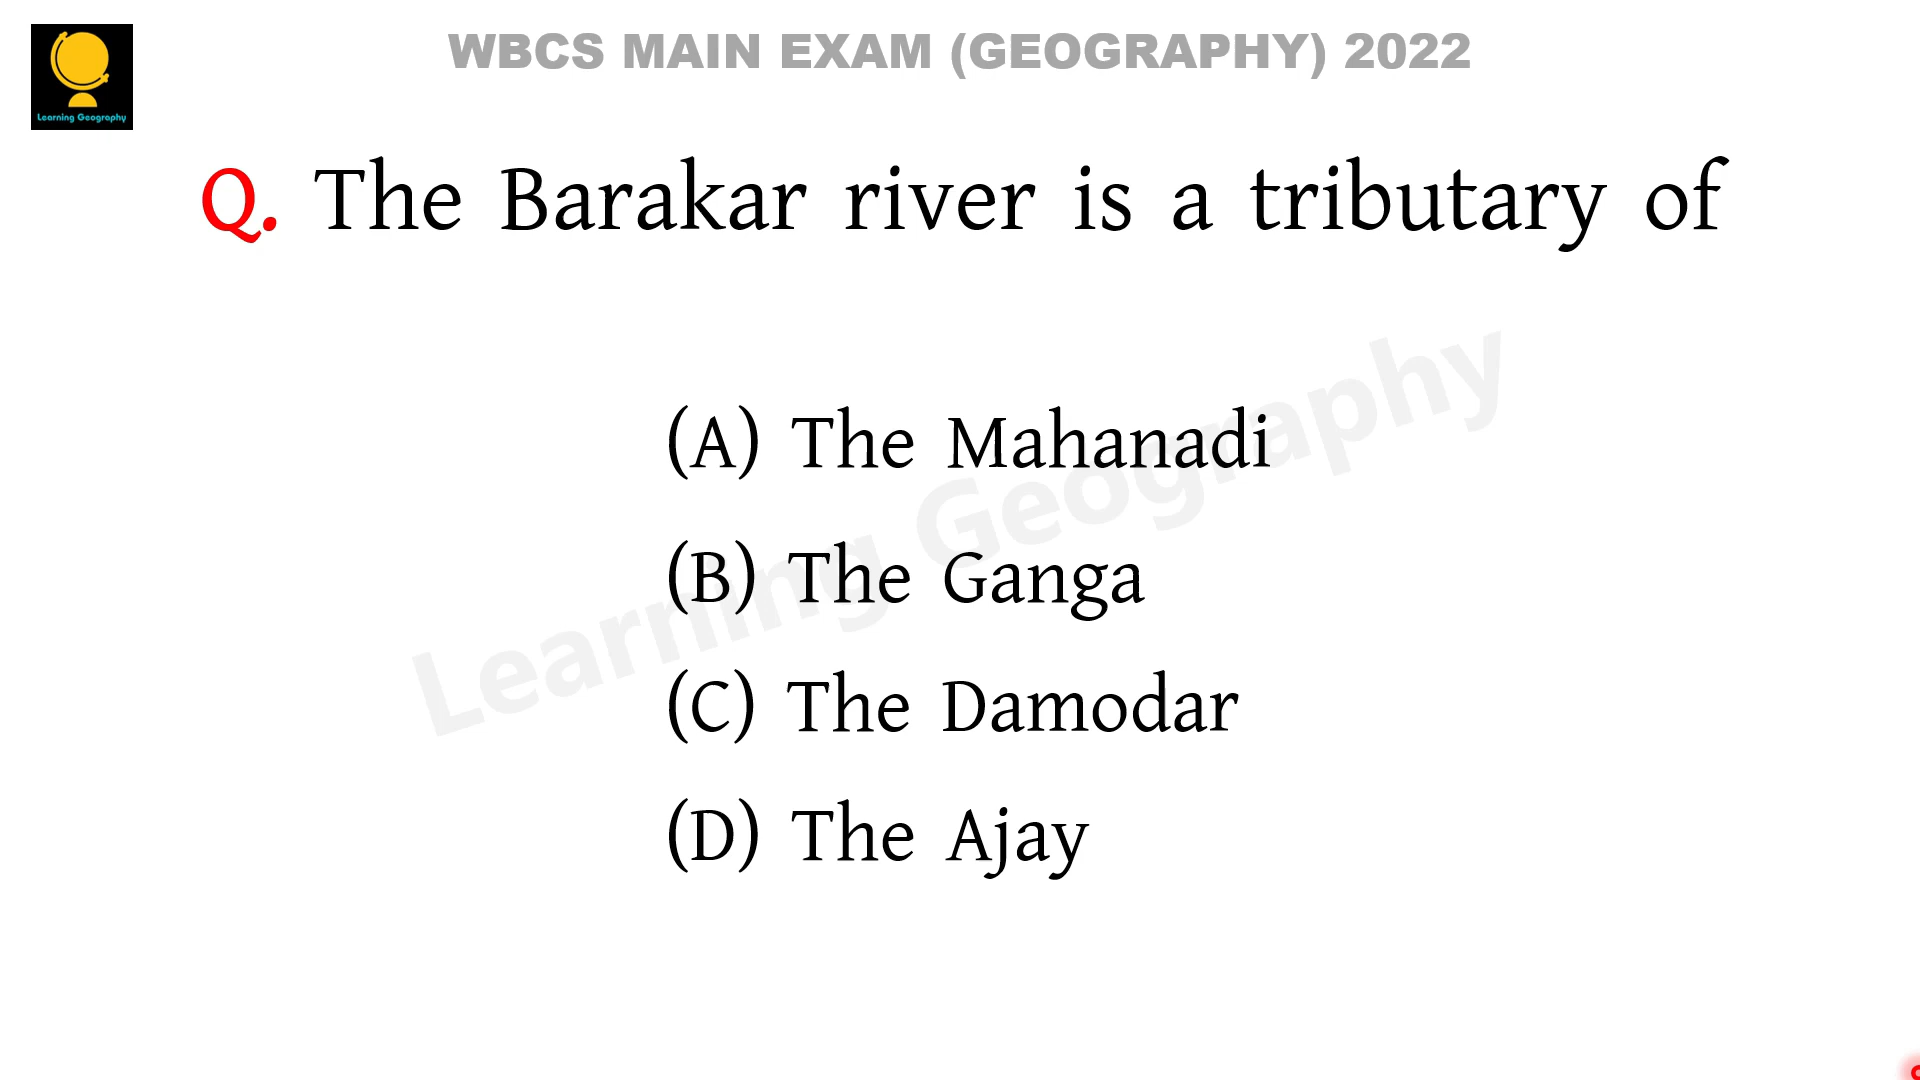 WBCS MAIN EXAM (GEOGRAPHY) 2022
Learning Geography
Q. The Barakar river is a tributary of
(A) The Mahanadi
(B) The Ganga
(C) The Damodar
(D) The Ajay
Learning Geography